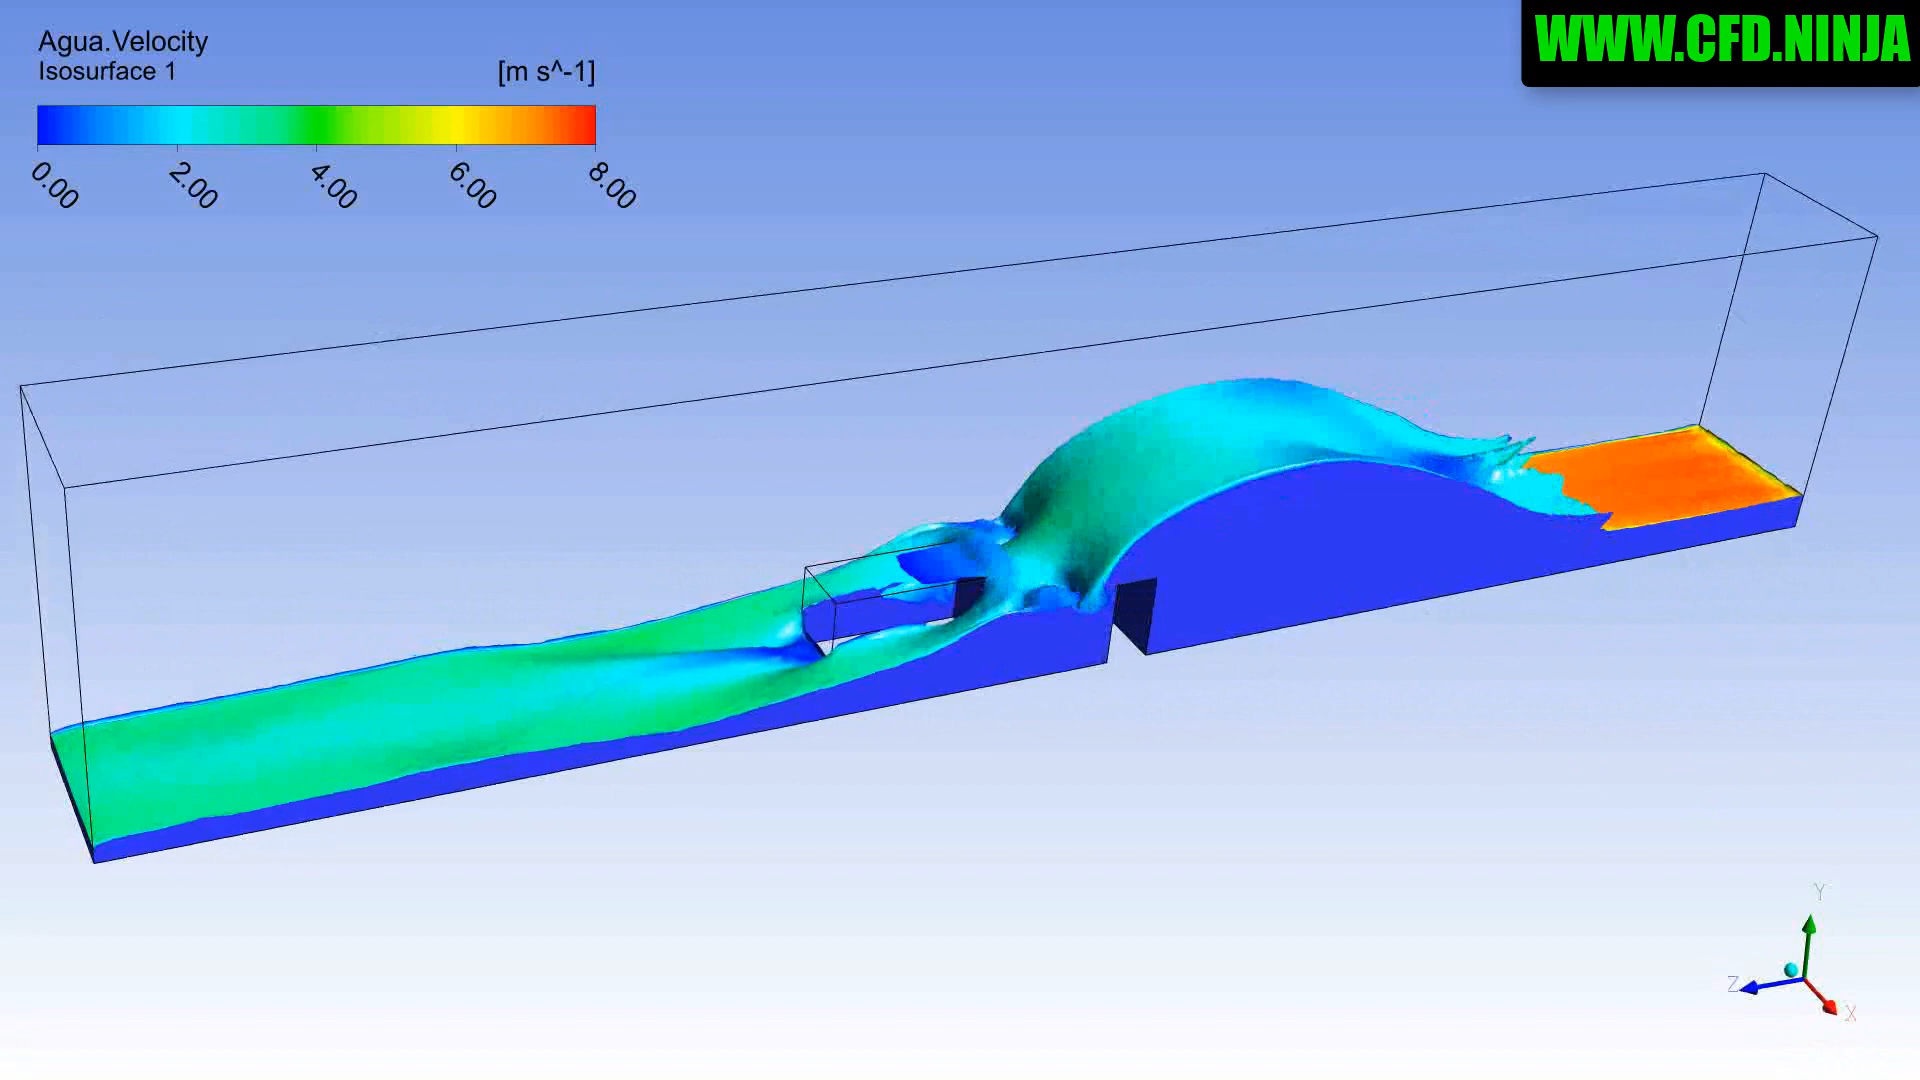 Agua.Velocity
Isosurface 1
[m s^-1]
0.00 2.00 4.00 6.00 8.00
WWW.CFD.NINJA
Y
Z
X